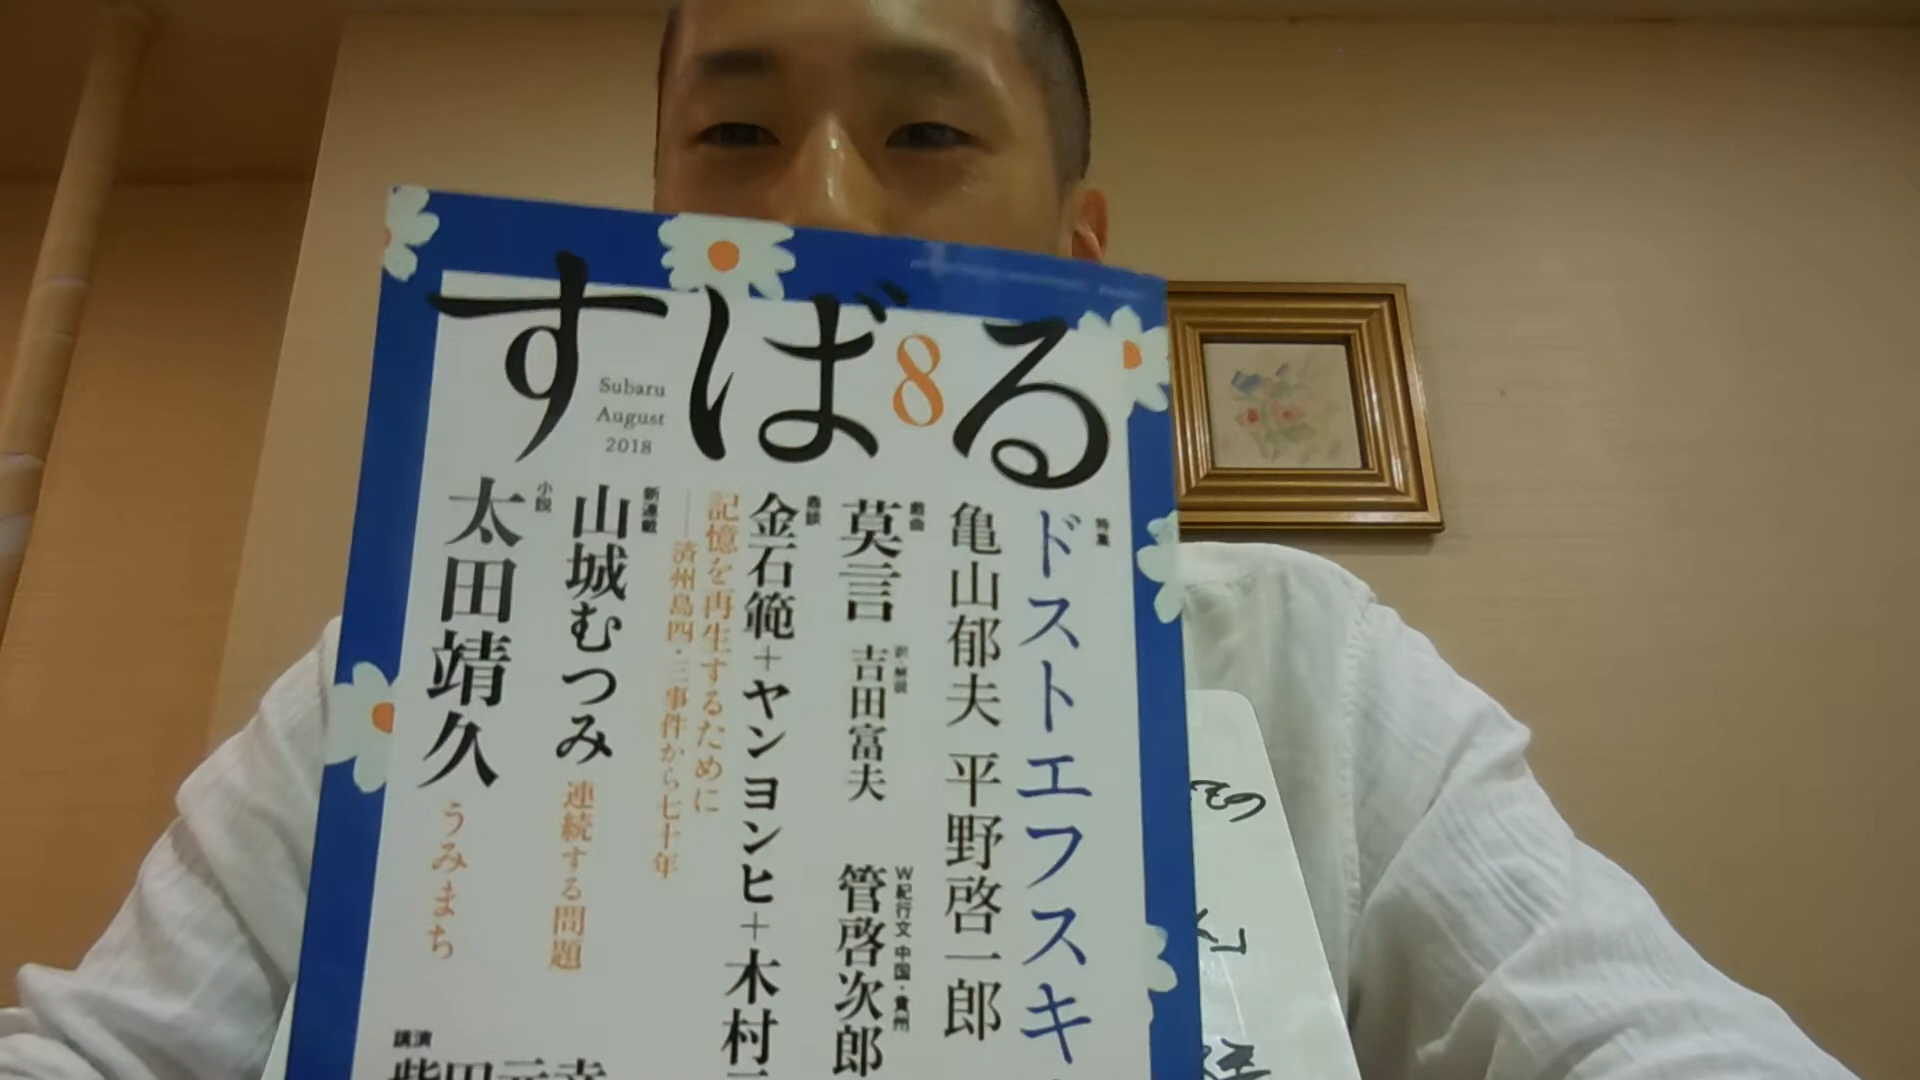 すばる
8
Subaru
August
2018
特集
ドストエフスキ
亀山郁夫 平野啓一郎
戯曲
莫言
訳・解説
吉田富夫
W紀行文 中国・貴州
管啓次郎
鼎談
金石範+ヤンヨンヒ+木村
記憶を再生するために
――済州島四・三事件から七十年
新連載
山城むつみ
連続する問題
小説
太田靖久
うみまち
講演
柴田元幸